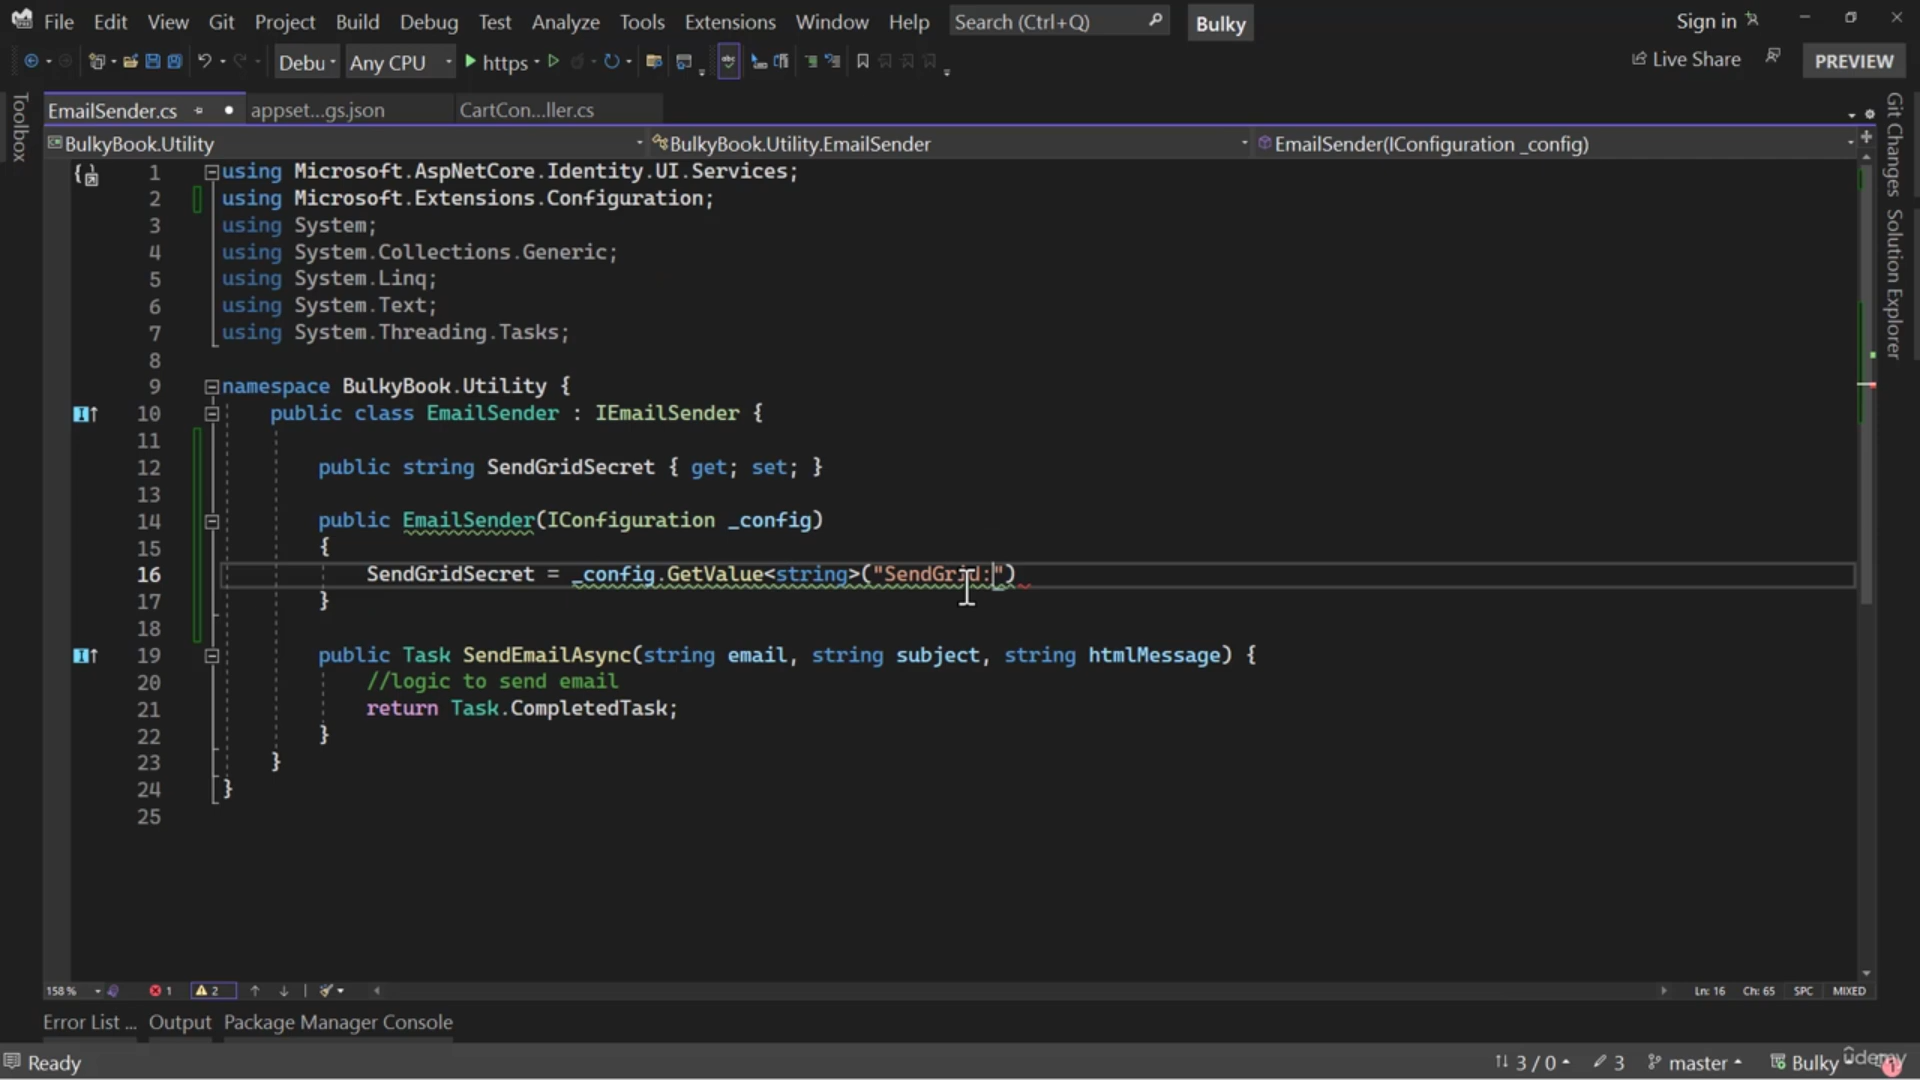 File Edit View Git Project Build Debug Test Analyze Tools Extensions Window Help Search (Ctrl+Q) Bulky Sign in
Debu Any CPU https Live Share PREVIEW
EmailSender.cs appset...gs.json CartCon...ller.cs
BulkyBook.Utility BulkyBook.Utility.EmailSender EmailSender(IConfiguration _config)
Toolbox
Git Changes
Solution Explorer
1 using Microsoft.AspNetCore.Identity.UI.Services;
2 using Microsoft.Extensions.Configuration;
3 using System;
4 using System.Collections.Generic;
5 using System.Linq;
6 using System.Text;
7 using System.Threading.Tasks;
8
9 namespace BulkyBook.Utility {
10 public class EmailSender : IEmailSender {
11
12 public string SendGridSecret { get; set; }
13
14 public EmailSender(IConfiguration _config)
15 {
16 SendGridSecret = _config.GetValue<string>("SendGrid:")
17 }
18
19 public Task SendEmailAsync(string email, string subject, string htmlMessage) {
20 //logic to send email
21 return Task.CompletedTask;
22 }
23 }
24 }
25
158 % 1 2 Ln: 16 Ch: 65 SPC MIXED
Error List ... Output Package Manager Console
Ready 3 / 0 3 master Bulky 1
udemy